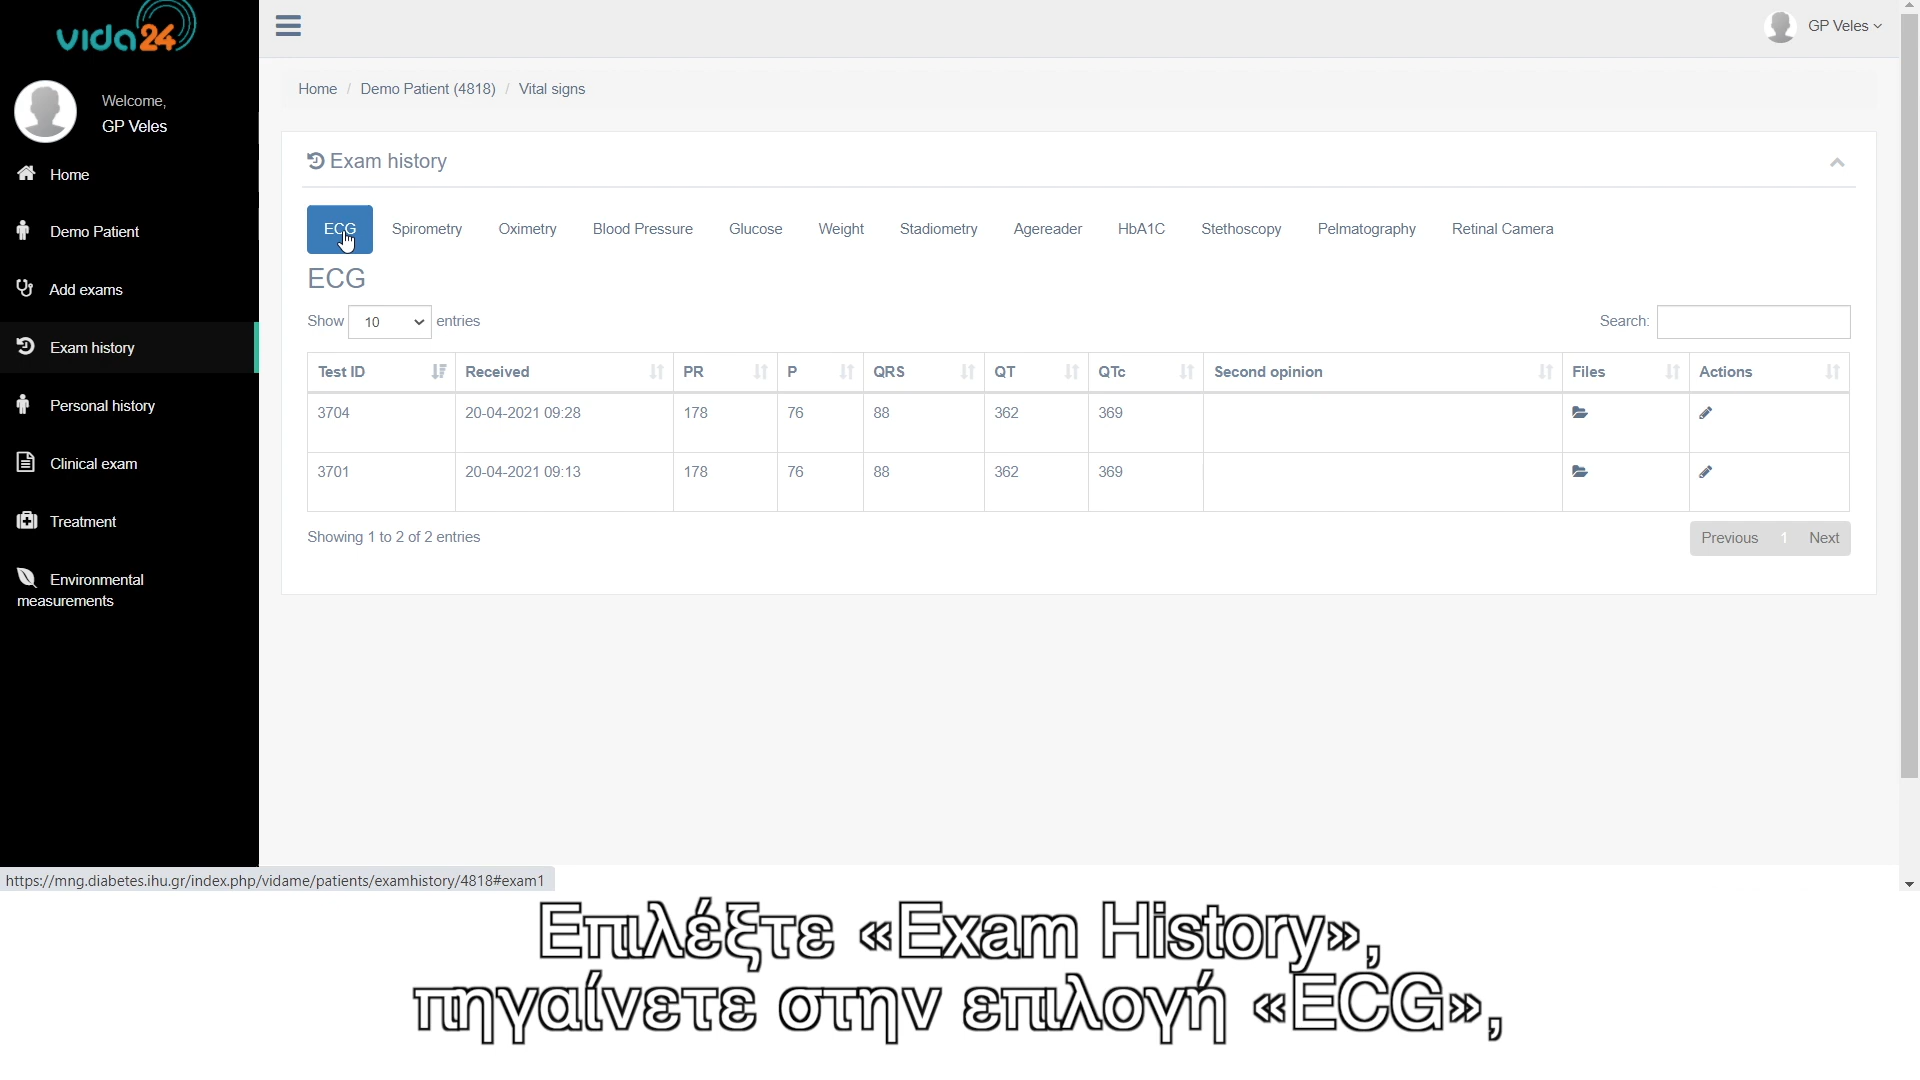 vida24
GP Veles
Welcome,
GP Veles
Home
Demo Patient
Add exams
Exam history
Personal history
Clinical exam
Treatment
Environmental
measurements
Home / Demo Patient (4818) / Vital signs
Exam history
ECG Spirometry Oximetry Blood Pressure Glucose Weight Stadiometry Agereader HbA1C Stethoscopy Pelmatography Retinal Camera
ECG
Show 10 entries Search:
Test ID Received PR P QRS QT QTc Second opinion Files Actions
3704 20-04-2021 09:28 178 76 88 362 369
3701 20-04-2021 09:13 178 76 88 362 369
Showing 1 to 2 of 2 entries Previous 1 Next
https://mng.diabetes.ihu.gr/index.php/vidame/patients/examhistory/4818#exam1
Επιλέξτε «Exam History»,
πηγαίνετε στην επιλογή «ECG»,